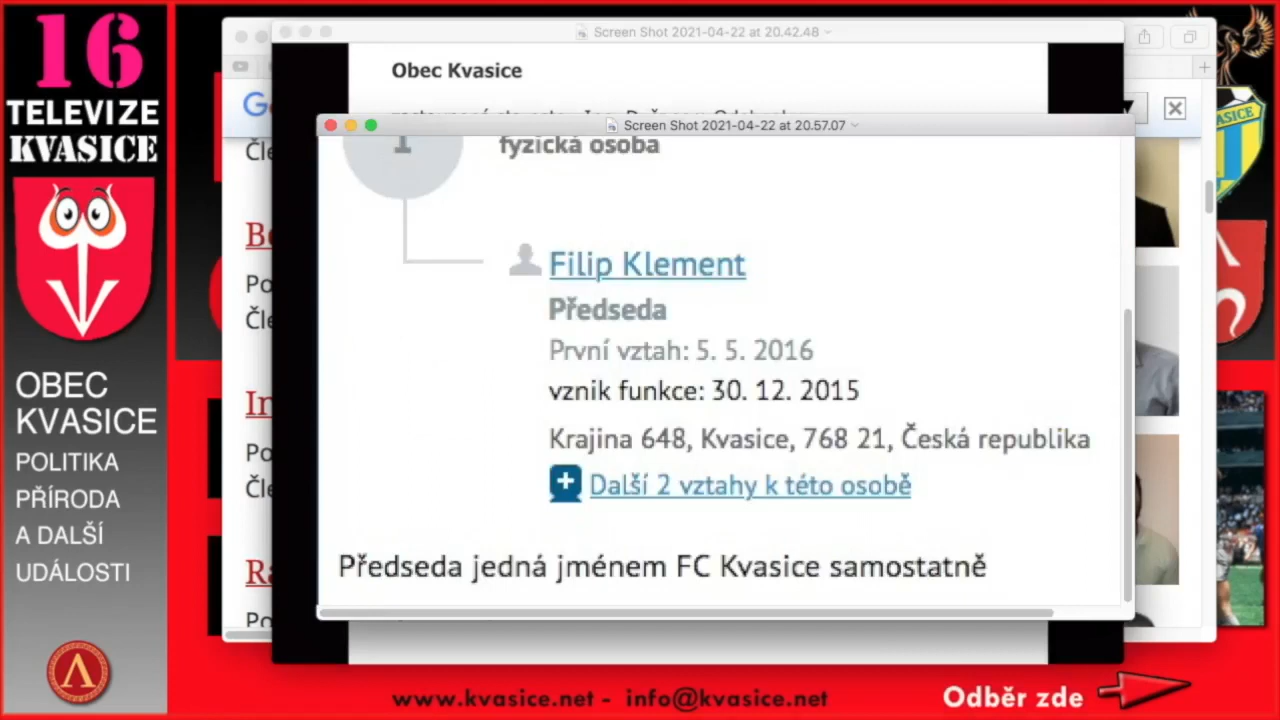 16
TELEVIZE
KVASICE
OBEC
KVASICE
POLITIKA
PŘÍRODA
A DALŠÍ
UDÁLOSTI
Screen Shot 2021-04-22 at 20.42.48
Obec Kvasice
Screen Shot 2021-04-22 at 20.57.07
1
fyzická osoba
Filip Klement
Předseda
První vztah: 5. 5. 2016
vznik funkce: 30. 12. 2015
Krajina 648, Kvasice, 768 21, Česká republika
Další 2 vztahy k této osobě
Předseda jedná jménem FC Kvasice samostatně
www.kvasice.net - info@kvasice.net
Odběr zde